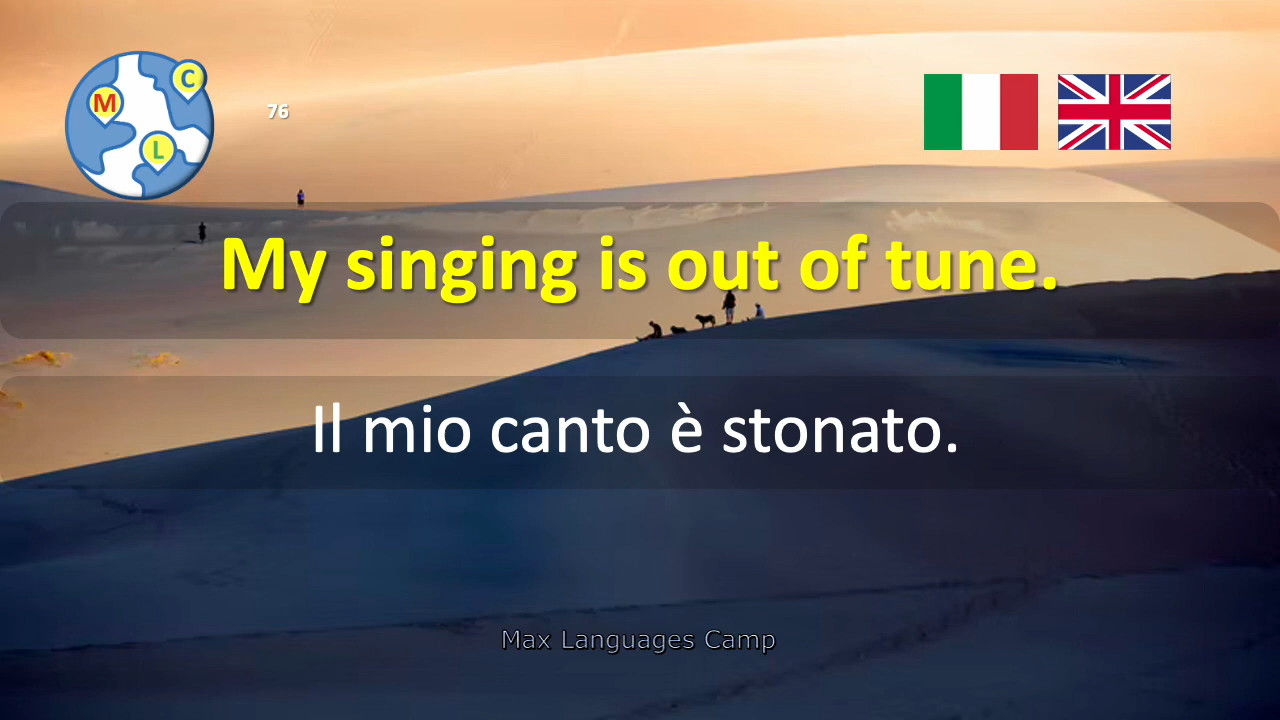 M
C
L
76
My singing is out of tune.
Il mio canto è stonato.
Max Languages Camp